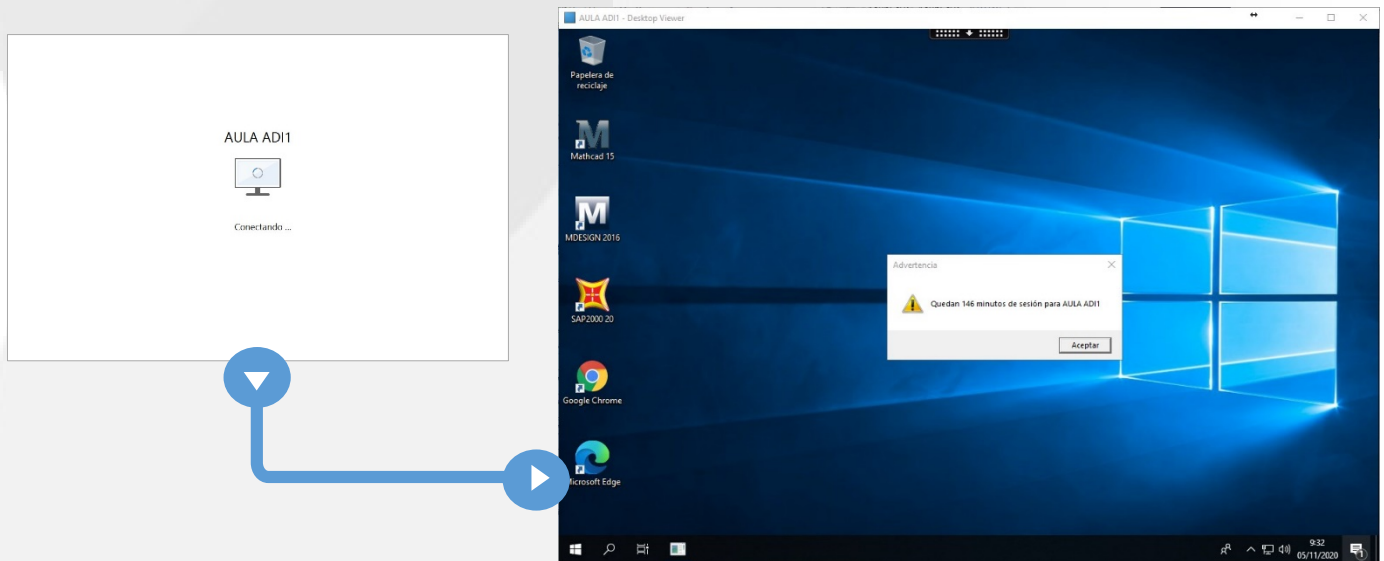 AULA ADI1
Conectando ...
AULA ADI1 - Desktop Viewer
Papelera de
reciclaje
Mathcad 15
MDESIGN 2016
SAP2000 20
Google Chrome
Microsoft Edge
Advertencia
Quedan 146 minutos de sesión para AULA ADI1
Aceptar
9:32
05/11/2020
1